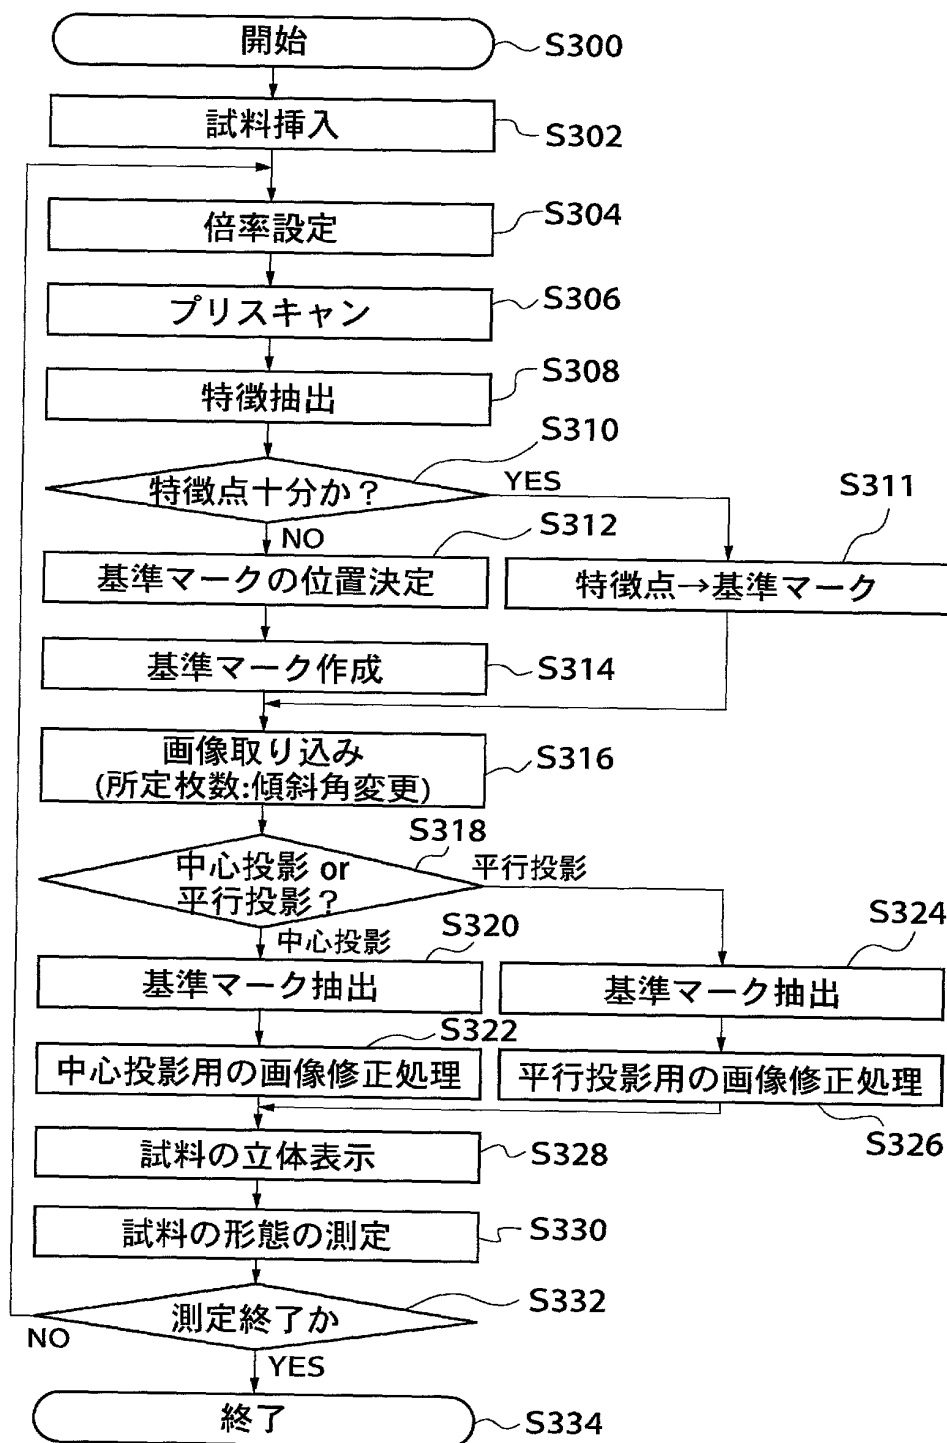 開始
S300
試料挿入
S302
倍率設定
S304
プリスキャン
S306
特徴抽出
S308
特徴点十分か？
S310
YES
NO
特徴点→基準マーク
S311
基準マークの位置決定
S312
基準マーク作成
S314
画像取り込み
(所定枚数:傾斜角変更)
S316
中心投影 or
平行投影？
S318
平行投影
中心投影
基準マーク抽出
S320
基準マーク抽出
S324
中心投影用の画像修正処理
S322
平行投影用の画像修正処理
S326
試料の立体表示
S328
試料の形態の測定
S330
測定終了か
S332
NO
YES
終了
S334